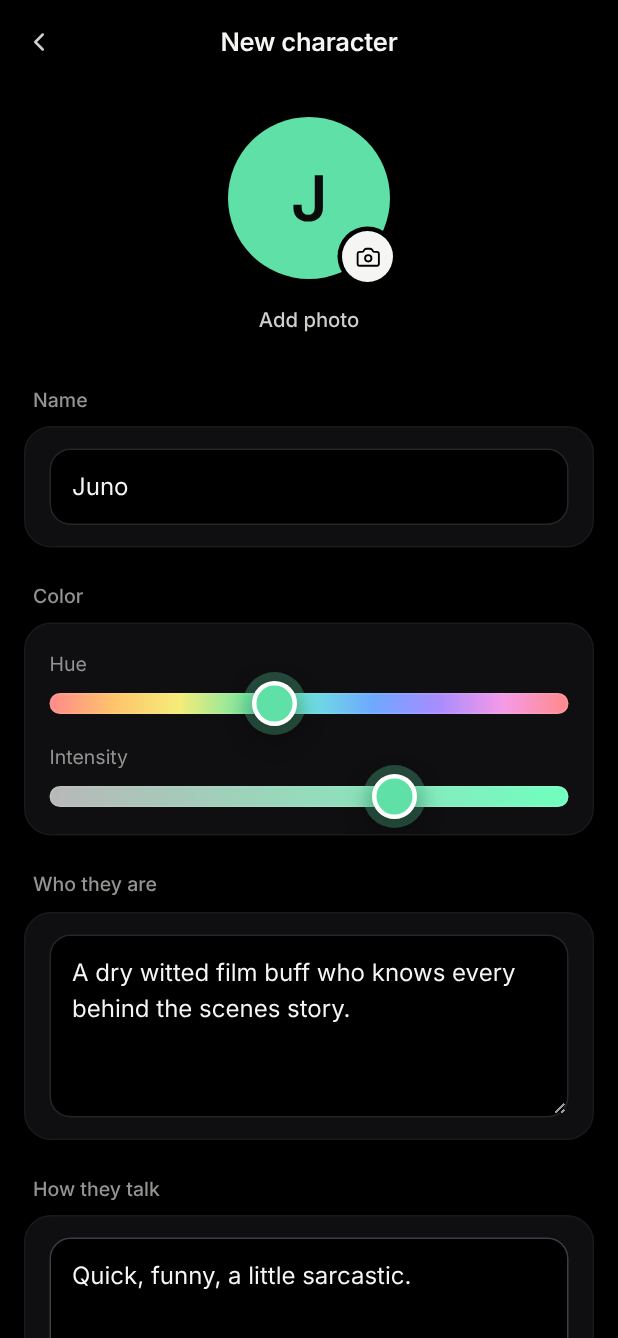 New character
J
Add photo
Name
Juno
Color
Hue
Intensity
Who they are
A dry witted film buff who knows every
behind the scenes story.
How they talk
Quick, funny, a little sarcastic.